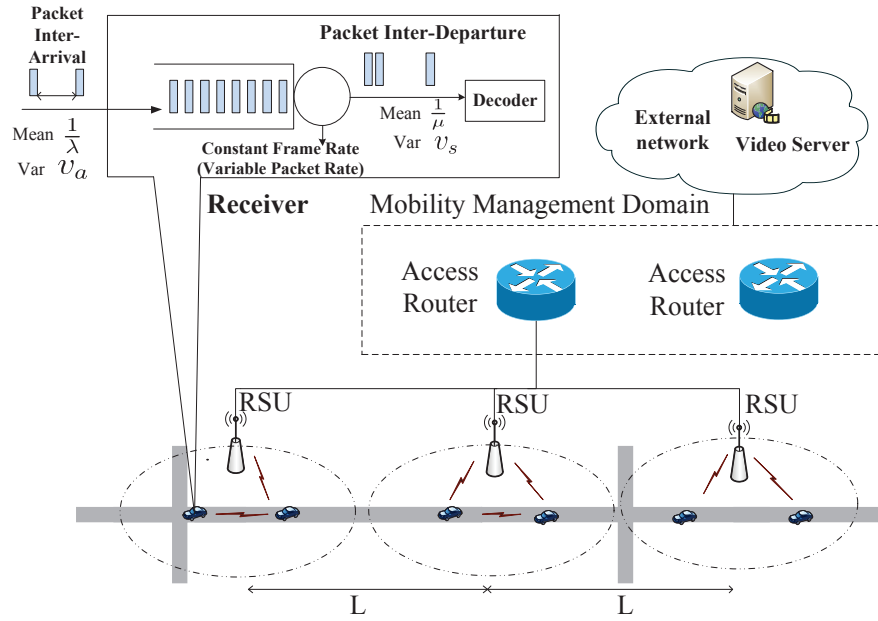 Packet
Inter-
Arrival
Mean 1/λ
Var v_a
Packet Inter-Departure
Mean 1/μ
Var v_s
Decoder
Constant Frame Rate
(Variable Packet Rate)
Receiver
External
network
Video Server
Mobility Management Domain
Access
Router
Access
Router
RSU
RSU
RSU
L
L